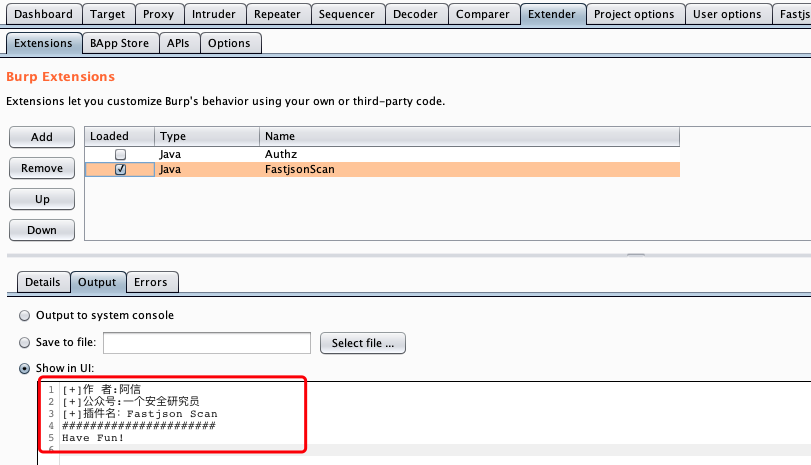 Dashboard Target Proxy Intruder Repeater Sequencer Decoder Comparer Extender Project options User options Fastjs
Extensions BApp Store APIs Options
Burp Extensions
Extensions let you customize Burp's behavior using your own or third-party code.
Add
Remove
Up
Down
Loaded Type Name
Java Authz
Java FastjsonScan
Details Output Errors
Output to system console
Save to file: Select file ...
Show in UI:
1 [+]作 者:阿信
2 [+]公众号:一个安全研究员
3 [+]插件名: Fastjson Scan
4 ######################
5 Have Fun!
6